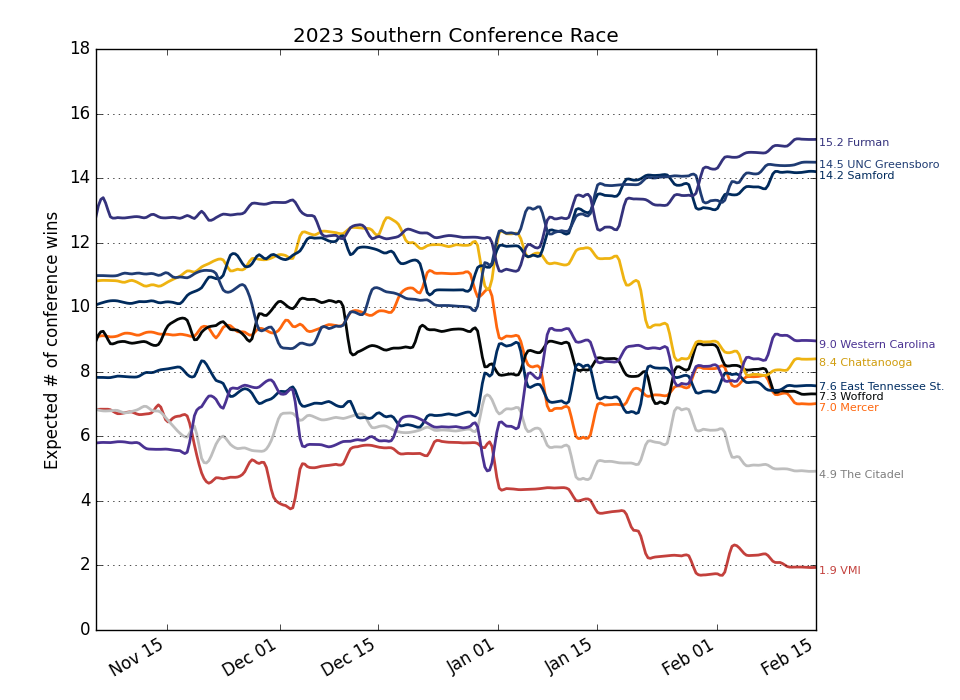 2023 Southern Conference Race
Expected # of conference wins
18
16
14
12
10
8
6
4
2
0
15.2 Furman
14.5 UNC Greensboro
14.2 Samford
9.0 Western Carolina
8.4 Chattanooga
7.6 East Tennessee St.
7.3 Wofford
7.0 Mercer
4.9 The Citadel
1.9 VMI
Nov 15
Dec 01
Dec 15
Jan 01
Jan 15
Feb 01
Feb 15